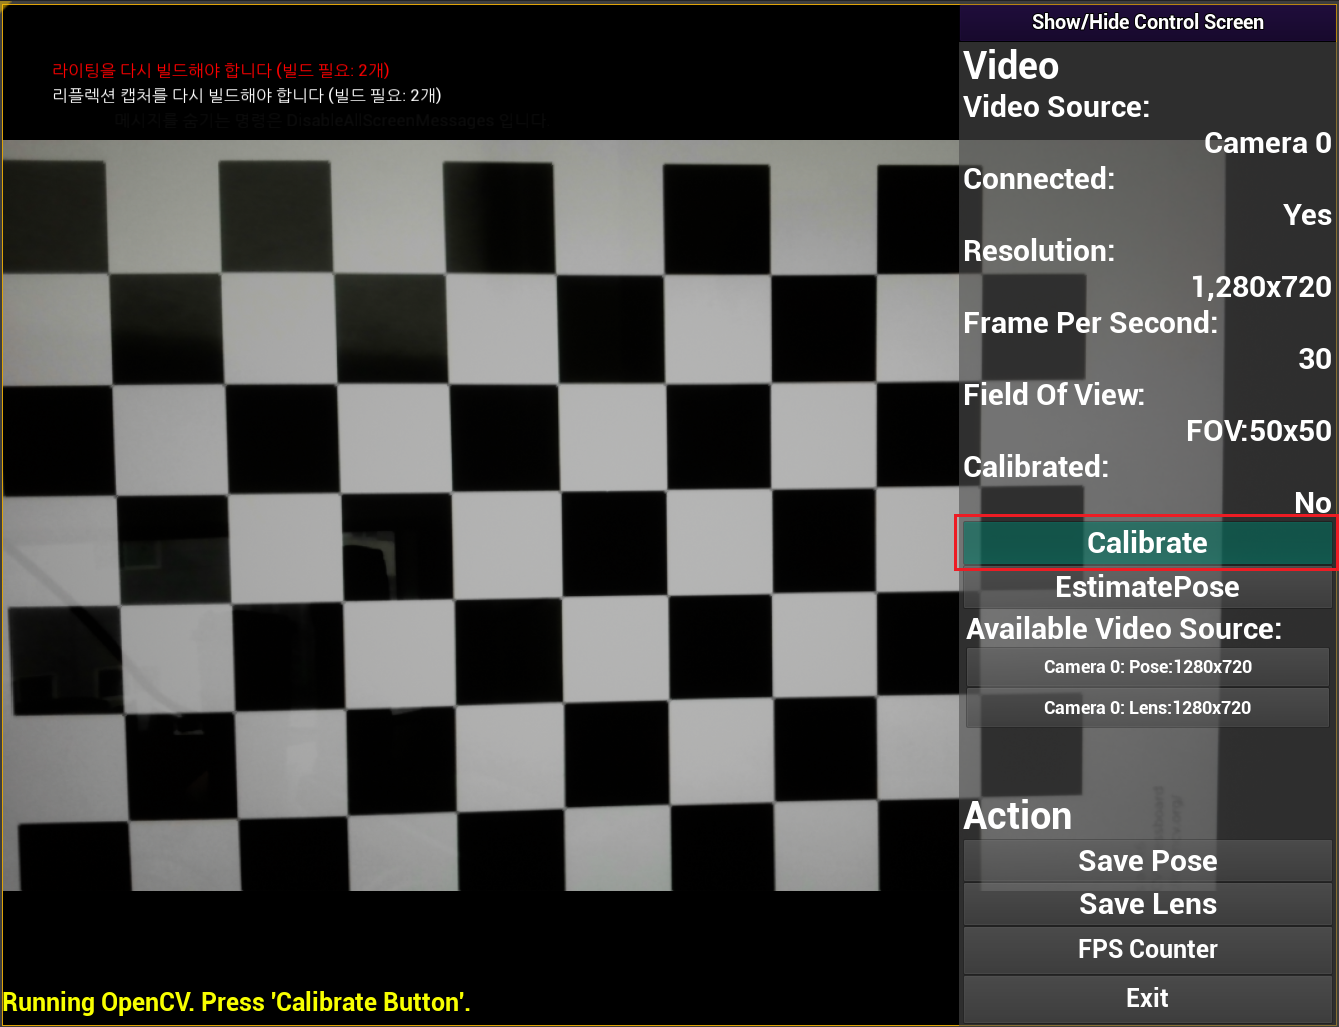 Show/Hide Control Screen
라이팅을 다시 빌드해야 합니다 (빌드 필요: 2개)
리플렉션 캡처를 다시 빌드해야 합니다 (빌드 필요: 2개)
메시지를 숨기는 명령은 DisableAllScreenMessages 입니다
Video
Video Source:
Camera 0
Connected:
Yes
Resolution:
1,280x720
Frame Per Second:
30
Field Of View:
FOV:50x50
Calibrated:
No
Calibrate
EstimatePose
Available Video Source:
Camera 0: Pose:1280x720
Camera 0: Lens:1280x720
Action
Save Pose
Save Lens
FPS Counter
Exit
Running OpenCV. Press 'Calibrate Button'.